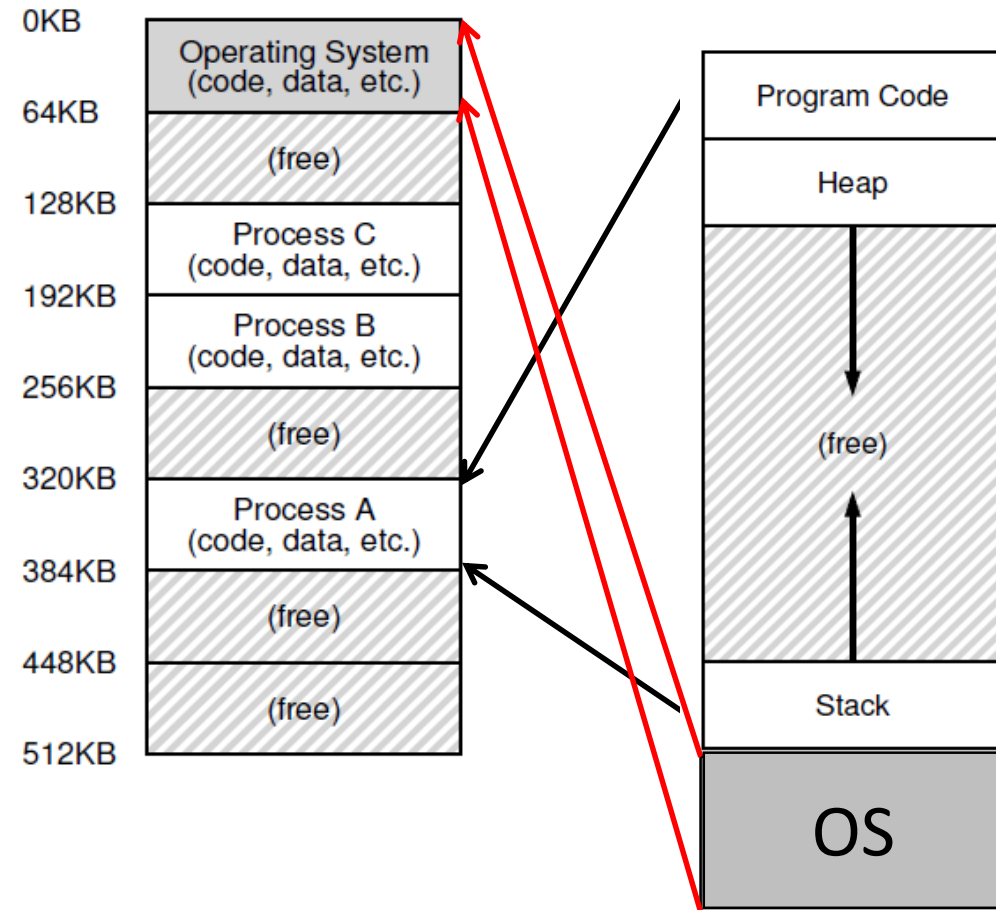 0KB
Operating System
(code, data, etc.)
64KB
(free)
128KB
Process C
(code, data, etc.)
192KB
Process B
(code, data, etc.)
256KB
(free)
320KB
Process A
(code, data, etc.)
384KB
(free)
448KB
(free)
512KB
Program Code
Heap
(free)
Stack
OS